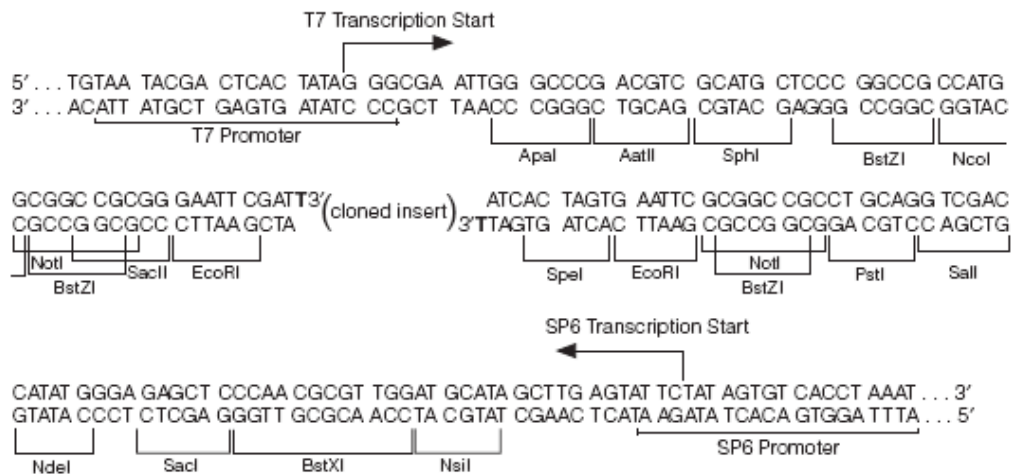 T7 Transcription Start
5′ . . . TGTAA TACGA CTCAC TATAG GGCGA ATTGG GCCCG ACGTC GCATG CTCCC GGCCG CCATG
3′ . . . ACATT ATGCT GAGTG ATATC CCGCT TAACC CGGGC TGCAG CGTAC GAGGG CCGGC GGTAC
T7 Promoter
ApaI AatII SphI BstZI NcoI
GCGGC CGCGG GAATT CGATT3′ (cloned insert) ATCAC TAGTG AATTC GCGGC CGCCT GCAGG TCGAC
CGCCG GCGCC CTTAA GCTA 3′TTAGTG ATCAC TTAAG CGCCG GCGGA CGTCC AGCTG
NotI SacII EcoRI SpeI EcoRI NotI PstI SalI
BstZI BstZI
SP6 Transcription Start
CATAT GGGA GAGCT CCCAA CGCGT TGGAT GCATA GCTTG AGTAT TCTAT AGTGT CACCT AAAT . . . 3′
GTATA CCCT CTCGAG GGTT GCGCA ACCTA CGTAT CGAAC TCATA AGATA TCACA GTGGA TTTA . . . 5′
SP6 Promoter
NdeI SacI BstXI NsiI